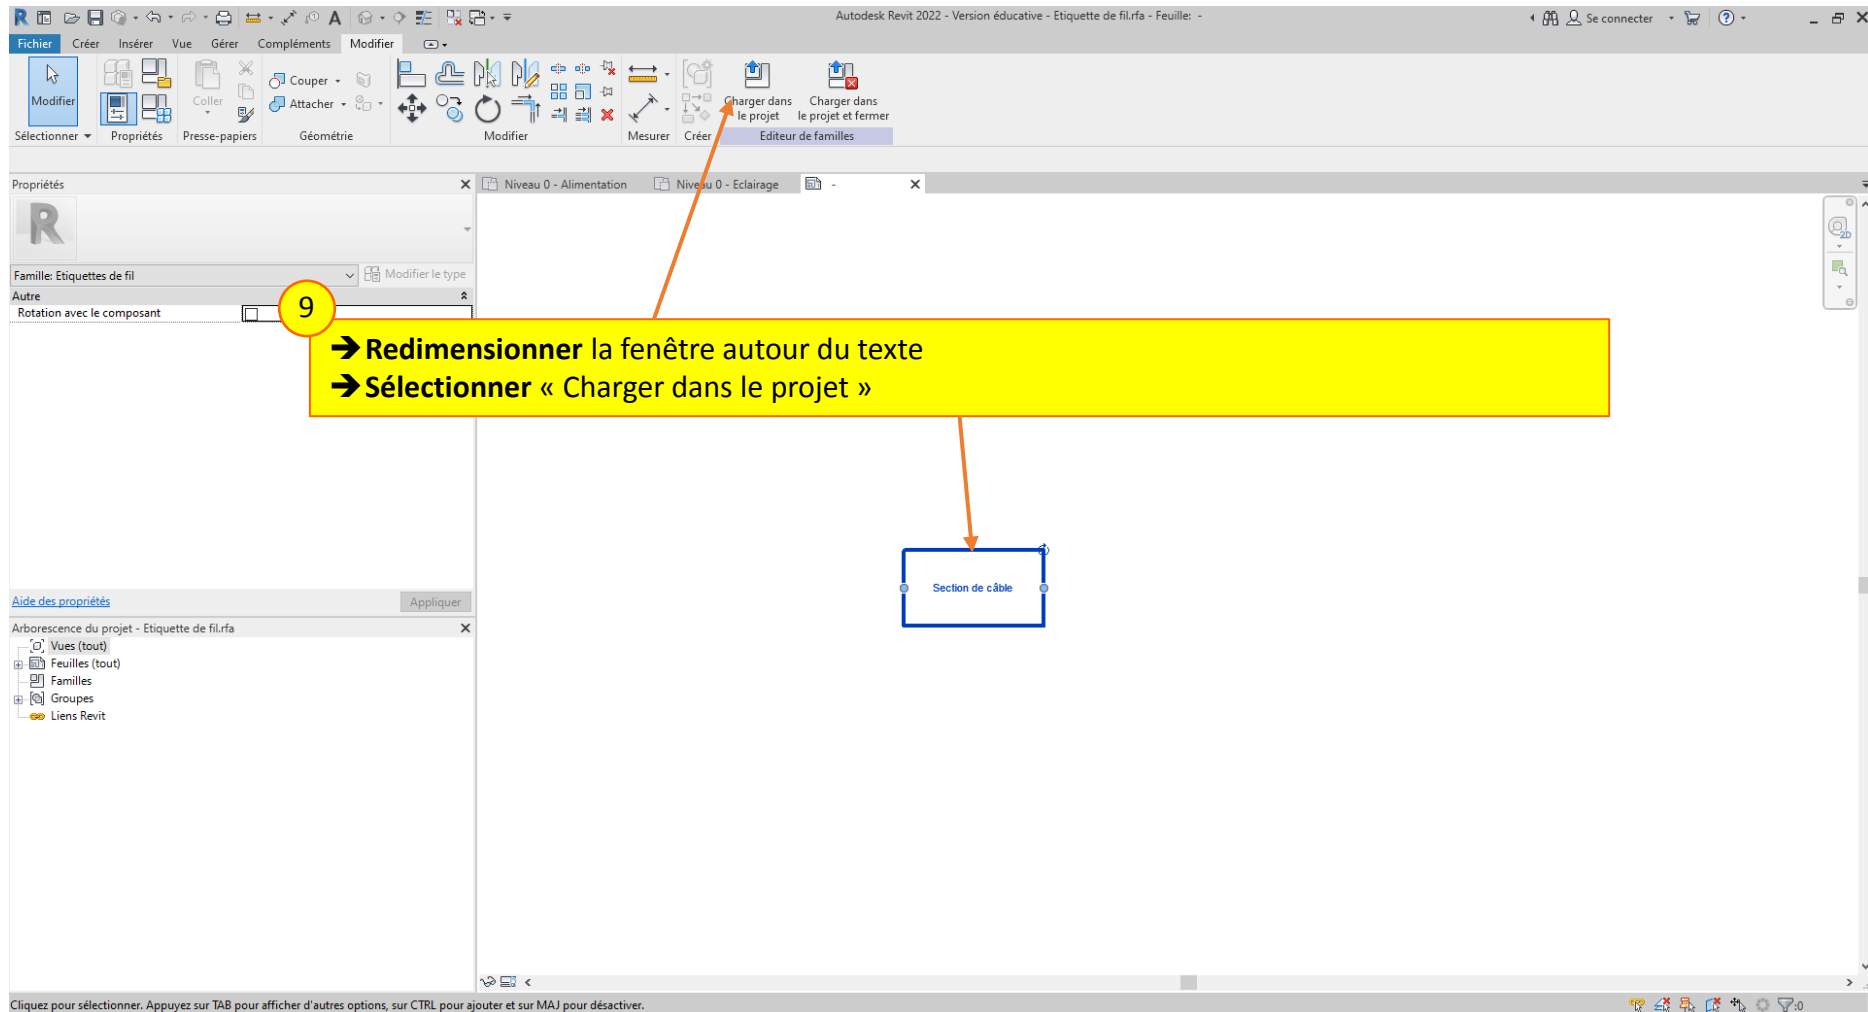 Autodesk Revit 2022 - Version éducative - Etiquette de fil.rfa - Feuille: -
Se connecter
Fichier Créer Insérer Vue Gérer Compléments Modifier
Modifier
Coller
Couper
Attacher
Charger dans le projet
Charger dans le projet et fermer
Sélectionner Propriétés Presse-papiers Géométrie Modifier Mesurer Créer Editeur de familles
Propriétés
Niveau 0 - Alimentation Niveau 0 - Eclairage -
R
2D
Famille: Etiquettes de fil Modifier le type
Autre
Rotation avec le composant
9
➔ Redimensionner la fenêtre autour du texte
➔ Sélectionner « Charger dans le projet »
Section de câble
Aide des propriétés Appliquer
Arborescence du projet - Etiquette de fil.rfa
Vues (tout)
Feuilles (tout)
Familles
Groupes
Liens Revit
Cliquez pour sélectionner. Appuyez sur TAB pour afficher d'autres options, sur CTRL pour ajouter et sur MAJ pour désactiver.
:0